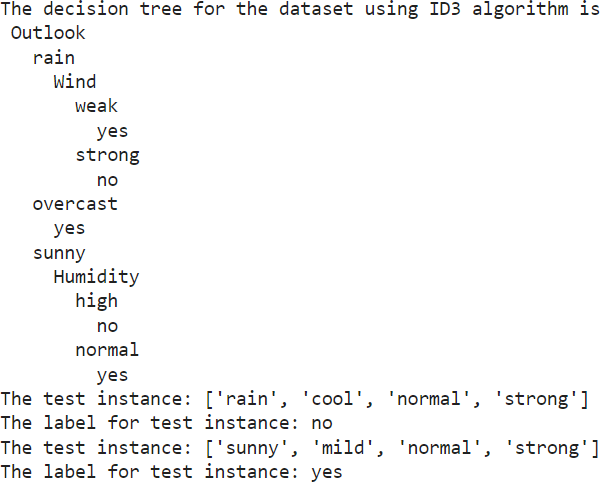 The decision tree for the dataset using ID3 algorithm is
Outlook
rain
Wind
weak
yes
strong
no
overcast
yes
sunny
Humidity
high
no
normal
yes
The test instance: ['rain', 'cool', 'normal', 'strong']
The label for test instance: no
The test instance: ['sunny', 'mild', 'normal', 'strong']
The label for test instance: yes